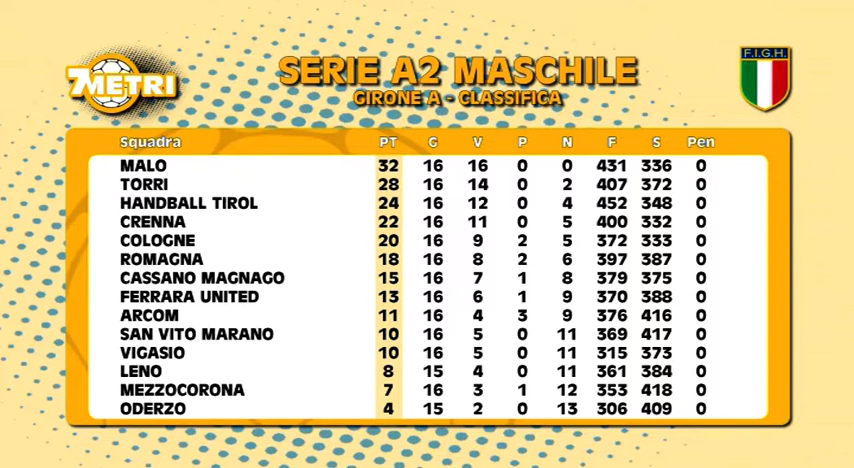 7METRI
SERIE A2 MASCHILE
GIRONE A - CLASSIFICA
F.I.G.H.
Squadra PT G V P N F S Pen
MALO 32 16 16 0 0 431 336 0
TORRI 28 16 14 0 2 407 372 0
HANDBALL TIROL 24 16 12 0 4 452 348 0
CRENNA 22 16 11 0 5 400 332 0
COLOGNE 20 16 9 2 5 372 333 0
ROMAGNA 18 16 8 2 6 397 387 0
CASSANO MAGNAGO 15 16 7 1 8 379 375 0
FERRARA UNITED 13 16 6 1 9 370 388 0
ARCOM 11 16 4 3 9 376 416 0
SAN VITO MARANO 10 16 5 0 11 369 417 0
VIGASIO 10 16 5 0 11 315 373 0
LENO 8 15 4 0 11 361 384 0
MEZZOCORONA 7 16 3 1 12 353 418 0
ODERZO 4 15 2 0 13 306 409 0